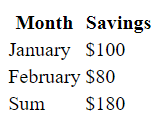 Month Savings
January $100
February $80
Sum $180